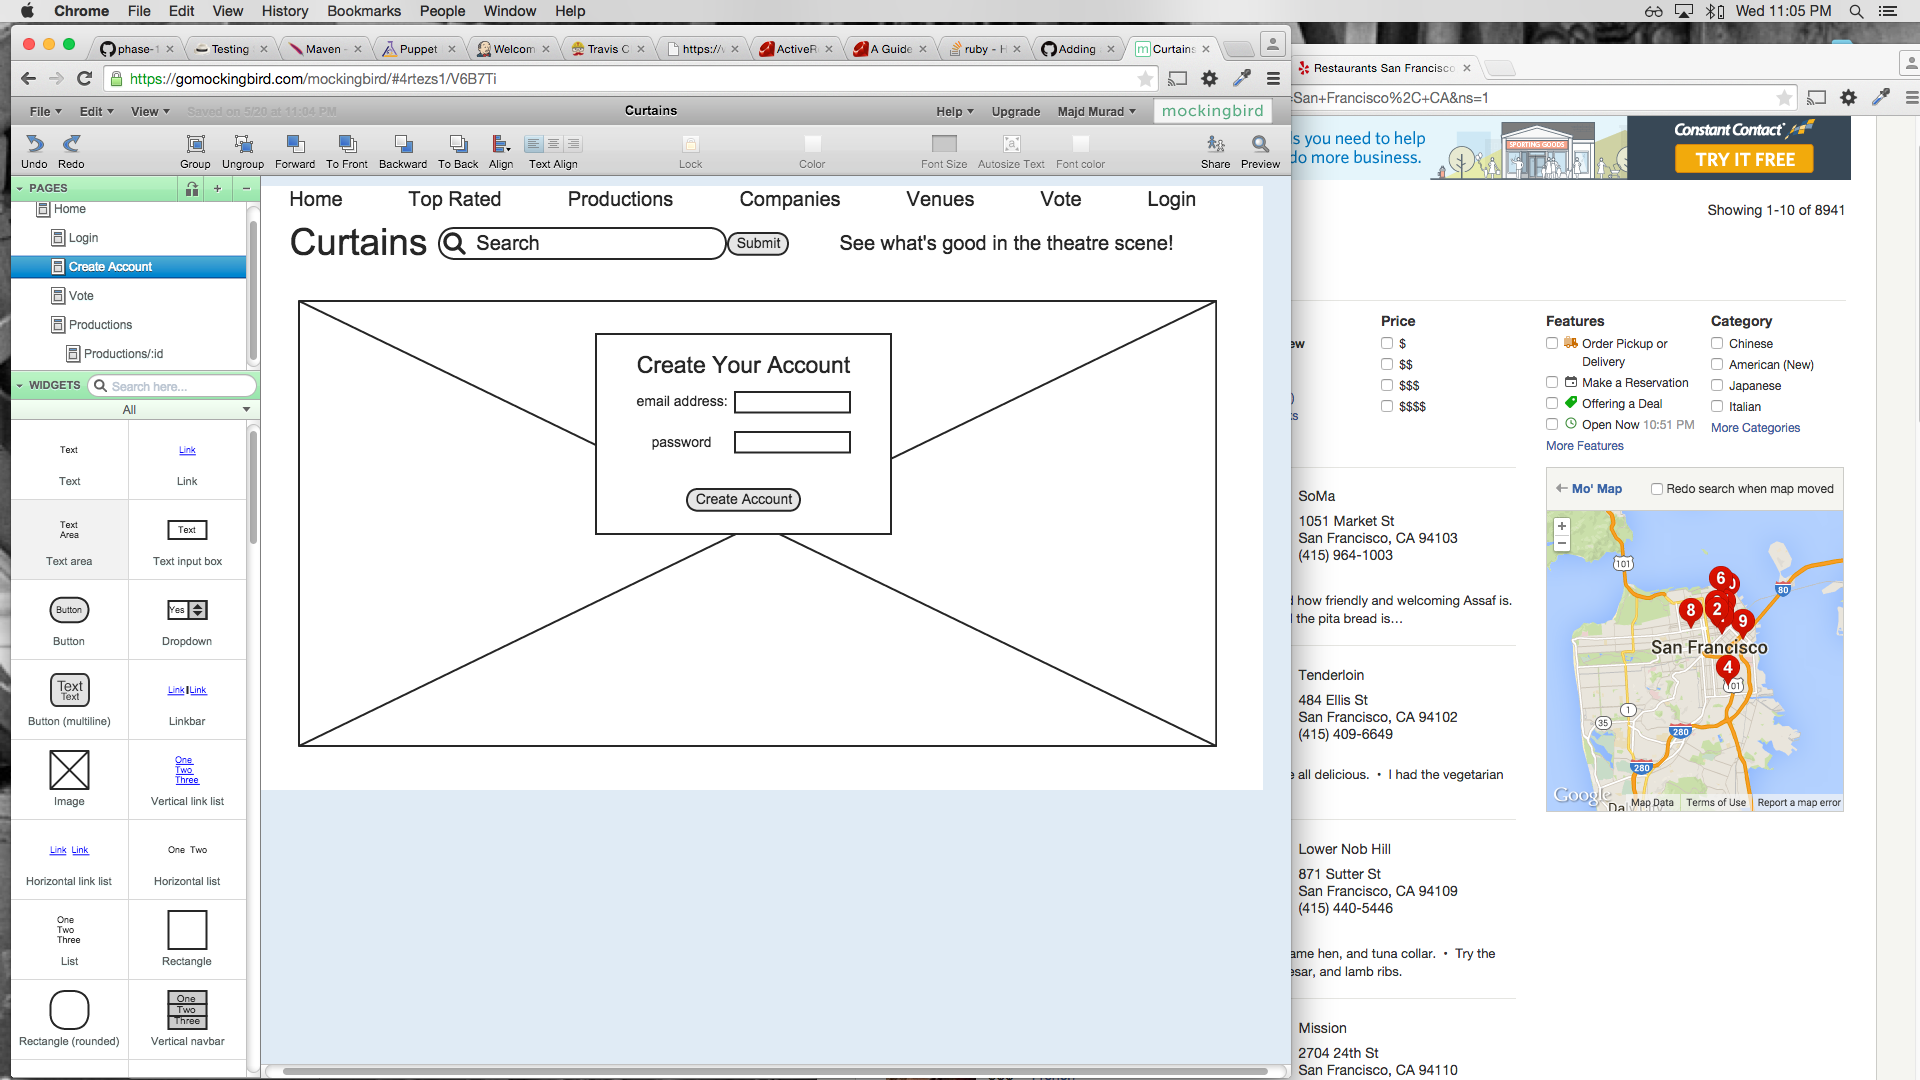 Chrome File Edit View History Bookmarks People Window Help
Wed 11:05 PM
phase-1 Testing Maven Puppet Welcom Travis C https://v ActiveR A Guide ruby - H Adding Curtains
https://gomockingbird.com/mockingbird/#4rtezs1/V6B7Ti
File Edit View Saved on 5/20 at 11:04 PM Curtains Help Upgrade Majd Murad mockingbird
Undo Redo Group Ungroup Forward To Front Backward To Back Align Text Align Lock Color Font Size Autosize Text Font color Share Preview
PAGES
Home
Login
Create Account
Vote
Productions
Productions/:id
WIDGETS Search here...
All
Text
Text
Link
Link
Text
Area
Text area
Text
Text input box
Button
Button
Yes
Dropdown
Text
Text
Button (multiline)
Link Link
Linkbar
Image
One
Two
Three
Vertical link list
Link Link
Horizontal link list
One Two
Horizontal list
One
Two
Three
List
Rectangle
Rectangle (rounded)
One
Two
Three
Vertical navbar
Home Top Rated Productions Companies Venues Vote Login
Curtains Search Submit See what's good in the theatre scene!
Create Your Account
email address:
password
Create Account
Restaurants San Francisco
=San+Francisco%2C+CA&ns=1
s you need to help
do more business.
SPORTING GOODS
Constant Contact
TRY IT FREE
Showing 1-10 of 8941
Price
$
$$
$$$
$$$$
Features
Order Pickup or
Delivery
Make a Reservation
Offering a Deal
Open Now 10:51 PM
More Features
Category
Chinese
American (New)
Japanese
Italian
More Categories
Mo' Map Redo search when map moved
+
−
101
80
6
8
2
9
San Francisco
4
101
1
35
280
280
Google
Map Data Terms of Use Report a map error
SoMa
1051 Market St
San Francisco, CA 94103
(415) 964-1003
how friendly and welcoming Assaf is.
the pita bread is…
Tenderloin
484 Ellis St
San Francisco, CA 94102
(415) 409-6649
all delicious. • I had the vegetarian
Lower Nob Hill
871 Sutter St
San Francisco, CA 94109
(415) 440-5446
ame hen, and tuna collar. • Try the
esar, and lamb ribs.
Mission
2704 24th St
San Francisco, CA 94110